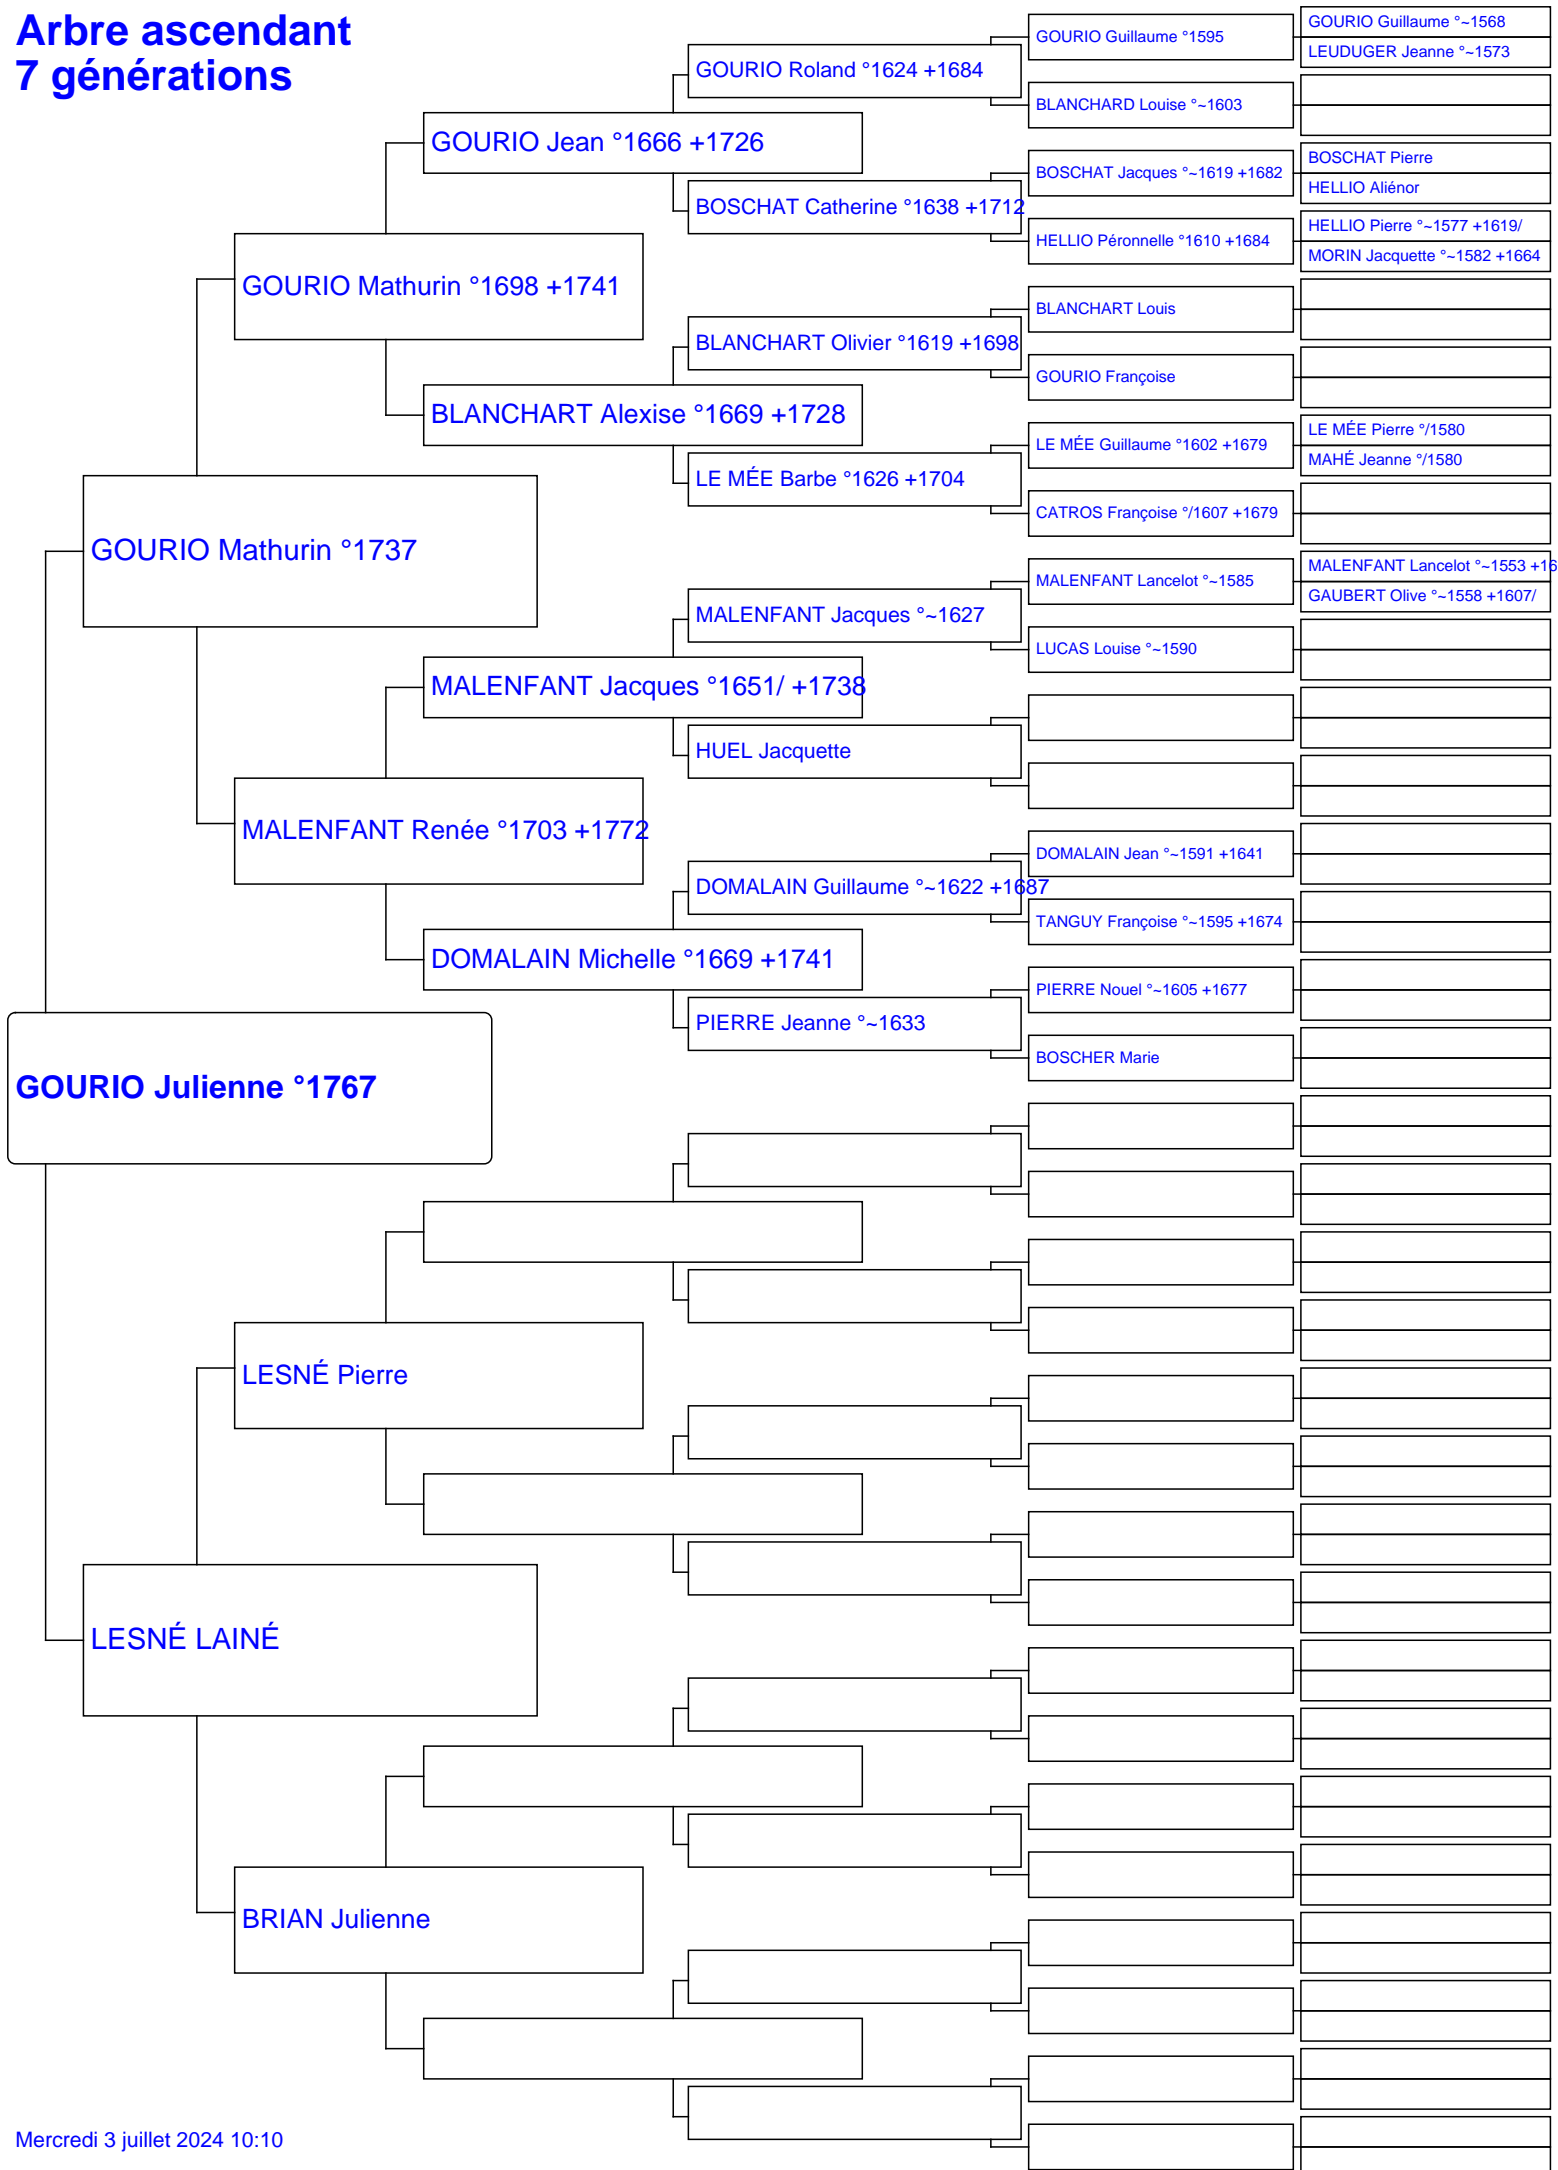 Arbre ascendant
7 générations
GOURIO Guillaume °~1568
GOURIO Guillaume °1595
LEUDUGER Jeanne °~1573
GOURIO Roland °1624 +1684
BLANCHARD Louise °~1603
GOURIO Jean °1666 +1726
BOSCHAT Pierre
BOSCHAT Jacques °~1619 +1682
HELLIO Aliénor
BOSCHAT Catherine °1638 +1712
HELLIO Pierre °~1577 +1619/
HELLIO Péronnelle °1610 +1684
MORIN Jacquette °~1582 +1664
GOURIO Mathurin °1698 +1741
BLANCHART Louis
BLANCHART Olivier °1619 +1698
GOURIO Françoise
BLANCHART Alexise °1669 +1728
LE MÉE Pierre °/1580
LE MÉE Guillaume °1602 +1679
MAHÉ Jeanne °/1580
LE MÉE Barbe °1626 +1704
CATROS Françoise °/1607 +1679
GOURIO Mathurin °1737
MALENFANT Lancelot °~1553 +16
MALENFANT Lancelot °~1585
GAUBERT Olive °~1558 +1607/
MALENFANT Jacques °~1627
LUCAS Louise °~1590
MALENFANT Jacques °1651/ +1738
HUEL Jacquette
MALENFANT Renée °1703 +1772
DOMALAIN Jean °~1591 +1641
DOMALAIN Guillaume °~1622 +1687
TANGUY Françoise °~1595 +1674
DOMALAIN Michelle °1669 +1741
PIERRE Nouel °~1605 +1677
PIERRE Jeanne °~1633
BOSCHER Marie
GOURIO Julienne °1767
LESNÉ Pierre
LESNÉ LAINÉ
BRIAN Julienne
Mercredi 3 juillet 2024 10:10